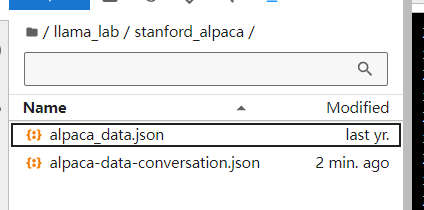 / llama_lab / stanford_alpaca /
Name Modified
alpaca_data.json last yr.
alpaca-data-conversation.json 2 min. ago